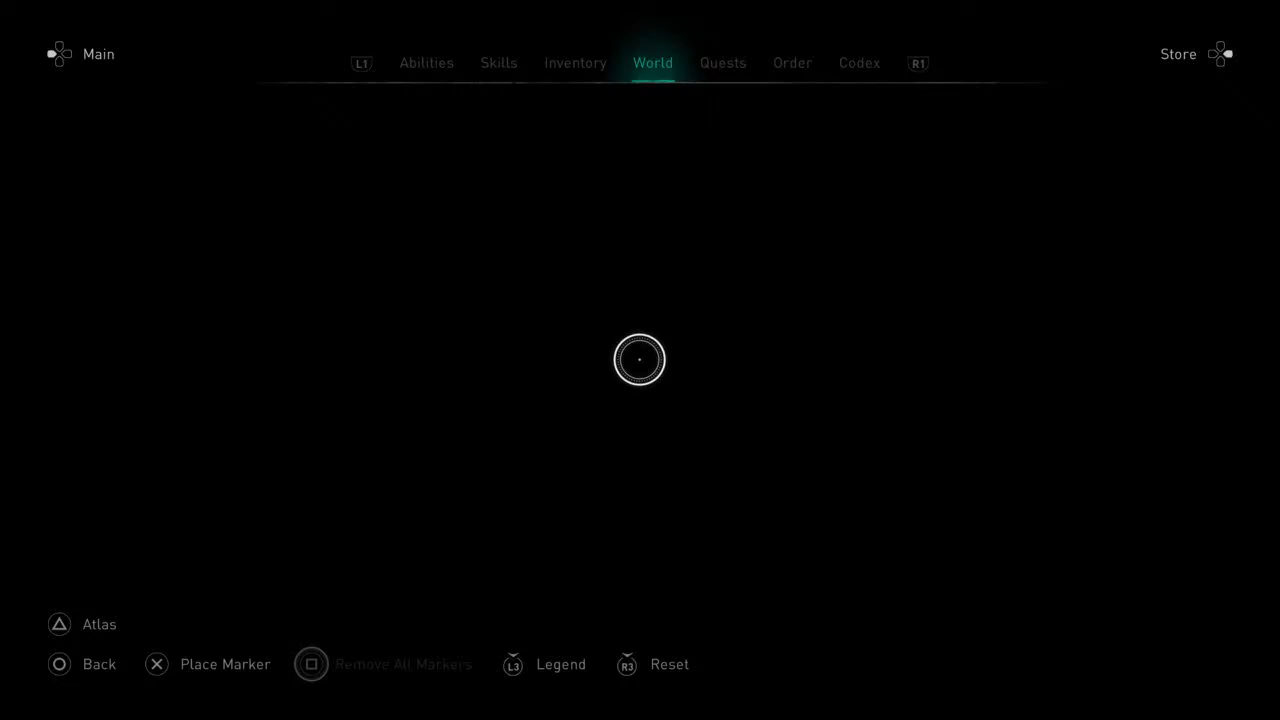 Main
L1 Abilities Skills Inventory World Quests Order Codex R1
Store
Atlas
Back Place Marker Remove All Markers L3 Legend R3 Reset